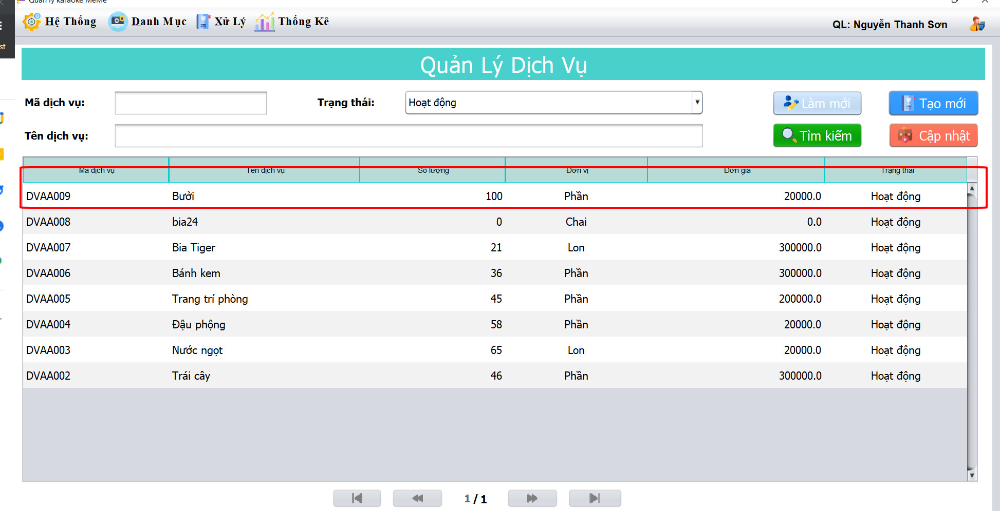 Quản lý karaoke MeMe
Hệ Thống Danh Mục Xử Lý Thống Kê
QL: Nguyễn Thanh Sơn
st
Quản Lý Dịch Vụ
Mã dịch vụ: Trạng thái: Hoạt động Làm mới Tạo mới
Tên dịch vụ: Tìm kiếm Cập nhật
Mã dịch vụ Tên dịch vụ Số lượng Đơn vị Đơn giá Trạng thái
DVAA009 Bưởi 100 Phần 20000.0 Hoạt động
DVAA008 bia24 0 Chai 0.0 Hoạt động
DVAA007 Bia Tiger 21 Lon 300000.0 Hoạt động
DVAA006 Bánh kem 36 Phần 300000.0 Hoạt động
DVAA005 Trang trí phòng 45 Phần 200000.0 Hoạt động
DVAA004 Đậu phộng 58 Phần 20000.0 Hoạt động
DVAA003 Nước ngọt 65 Lon 20000.0 Hoạt động
DVAA002 Trái cây 46 Phần 300000.0 Hoạt động
1 / 1